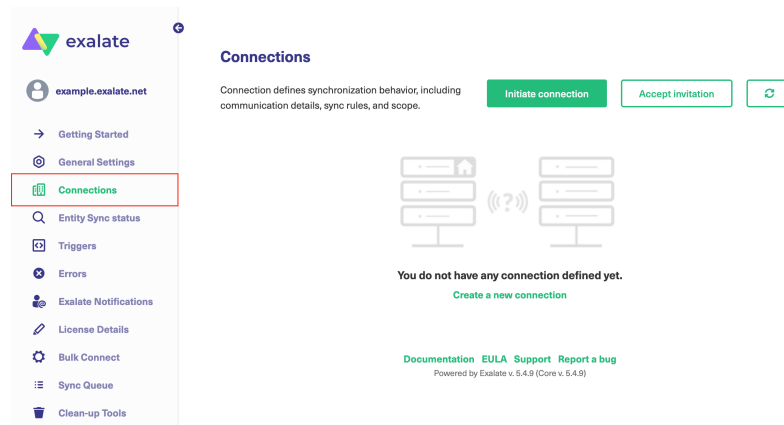 exalate
example.exalate.net
Getting Started
General Settings
Connections
Entity Sync status
Triggers
Errors
Exalate Notifications
License Details
Bulk Connect
Sync Queue
Clean-up Tools
Connections
Connection defines synchronization behavior, including
communication details, sync rules, and scope.
Initiate connection
Accept invitation
((?))
You do not have any connection defined yet.
Create a new connection
Documentation EULA Support Report a bug
Powered by Exalate v. 5.4.9 (Core v. 5.4.9)